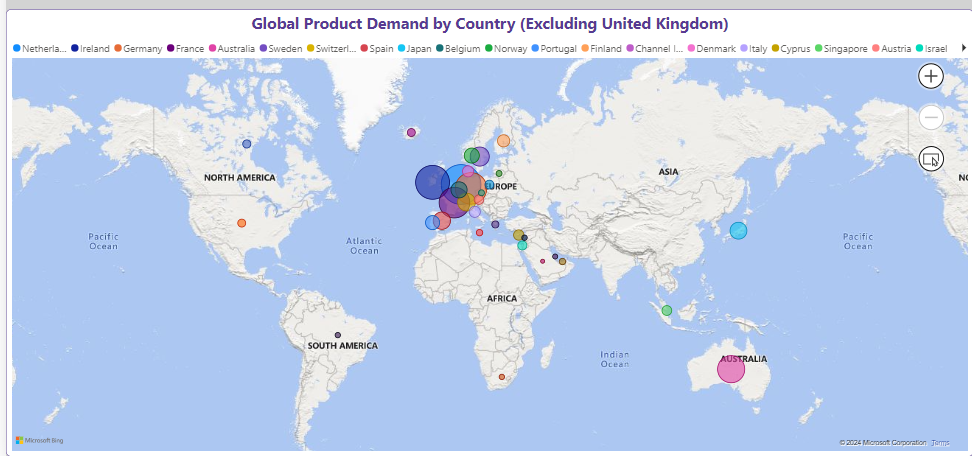 Global Product Demand by Country (Excluding United Kingdom)
Netherla... Ireland Germany France Australia Sweden Switzerl... Spain Japan Belgium Norway Portugal Finland Channel I... Denmark Italy Cyprus Singapore Austria Israel
NORTH AMERICA
EUROPE
ASIA
NO
Pacific
Ocean
Atlantic
Ocean
Pacific
Ocean
AFRICA
SOUTH AMERICA
Indian
Ocean
AUSTRALIA
Microsoft Bing
© 2024 Microsoft Corporation Terms